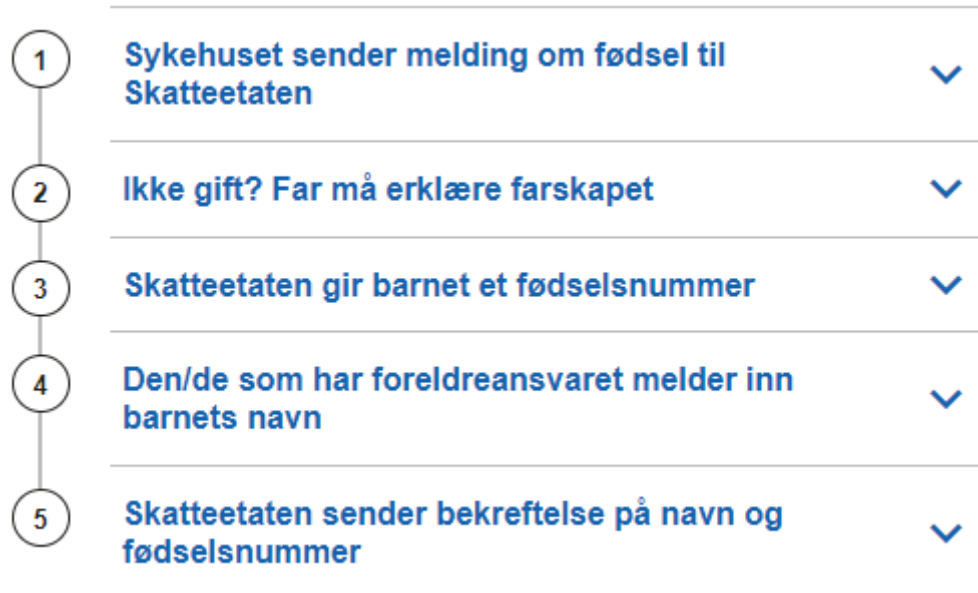 1
Sykehuset sender melding om fødsel til
Skatteetaten
2
Ikke gift? Far må erklære farskapet
3
Skatteetaten gir barnet et fødselsnummer
4
Den/de som har foreldreansvaret melder inn
barnets navn
5
Skatteetaten sender bekreftelse på navn og
fødselsnummer